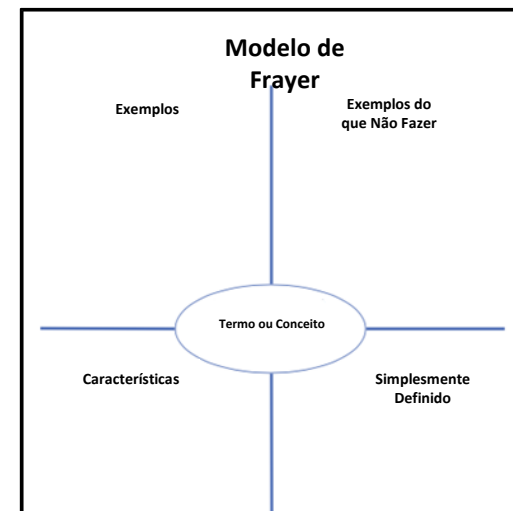 Modelo de
Frayer
Exemplos
Exemplos do
que Não Fazer
Termo ou Conceito
Características
Simplesmente
Definido